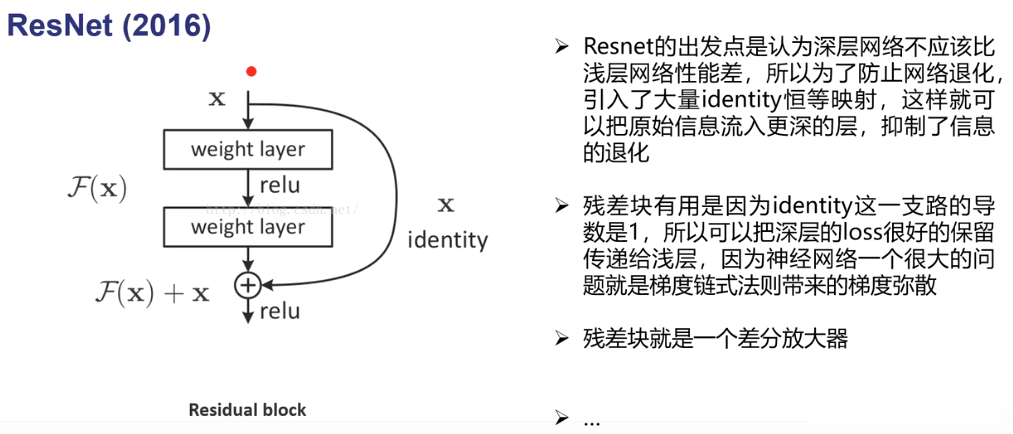 ResNet (2016)
x
weight layer
relu
F(x)
http://blog.csdn.net/
weight layer
x
identity
F(x) + x
+
relu
Residual block
➢ Resnet的出发点是认为深层网络不应该比
浅层网络性能差，所以为了防止网络退化，
引入了大量identity恒等映射，这样就可
以把原始信息流入更深的层，抑制了信息
的退化
➢ 残差块有用是因为identity这一支路的导
数是1，所以可以把深层的loss很好的保留
传递给浅层，因为神经网络一个很大的问
题就是梯度链式法则带来的梯度弥散
➢ 残差块就是一个差分放大器
➢ ...